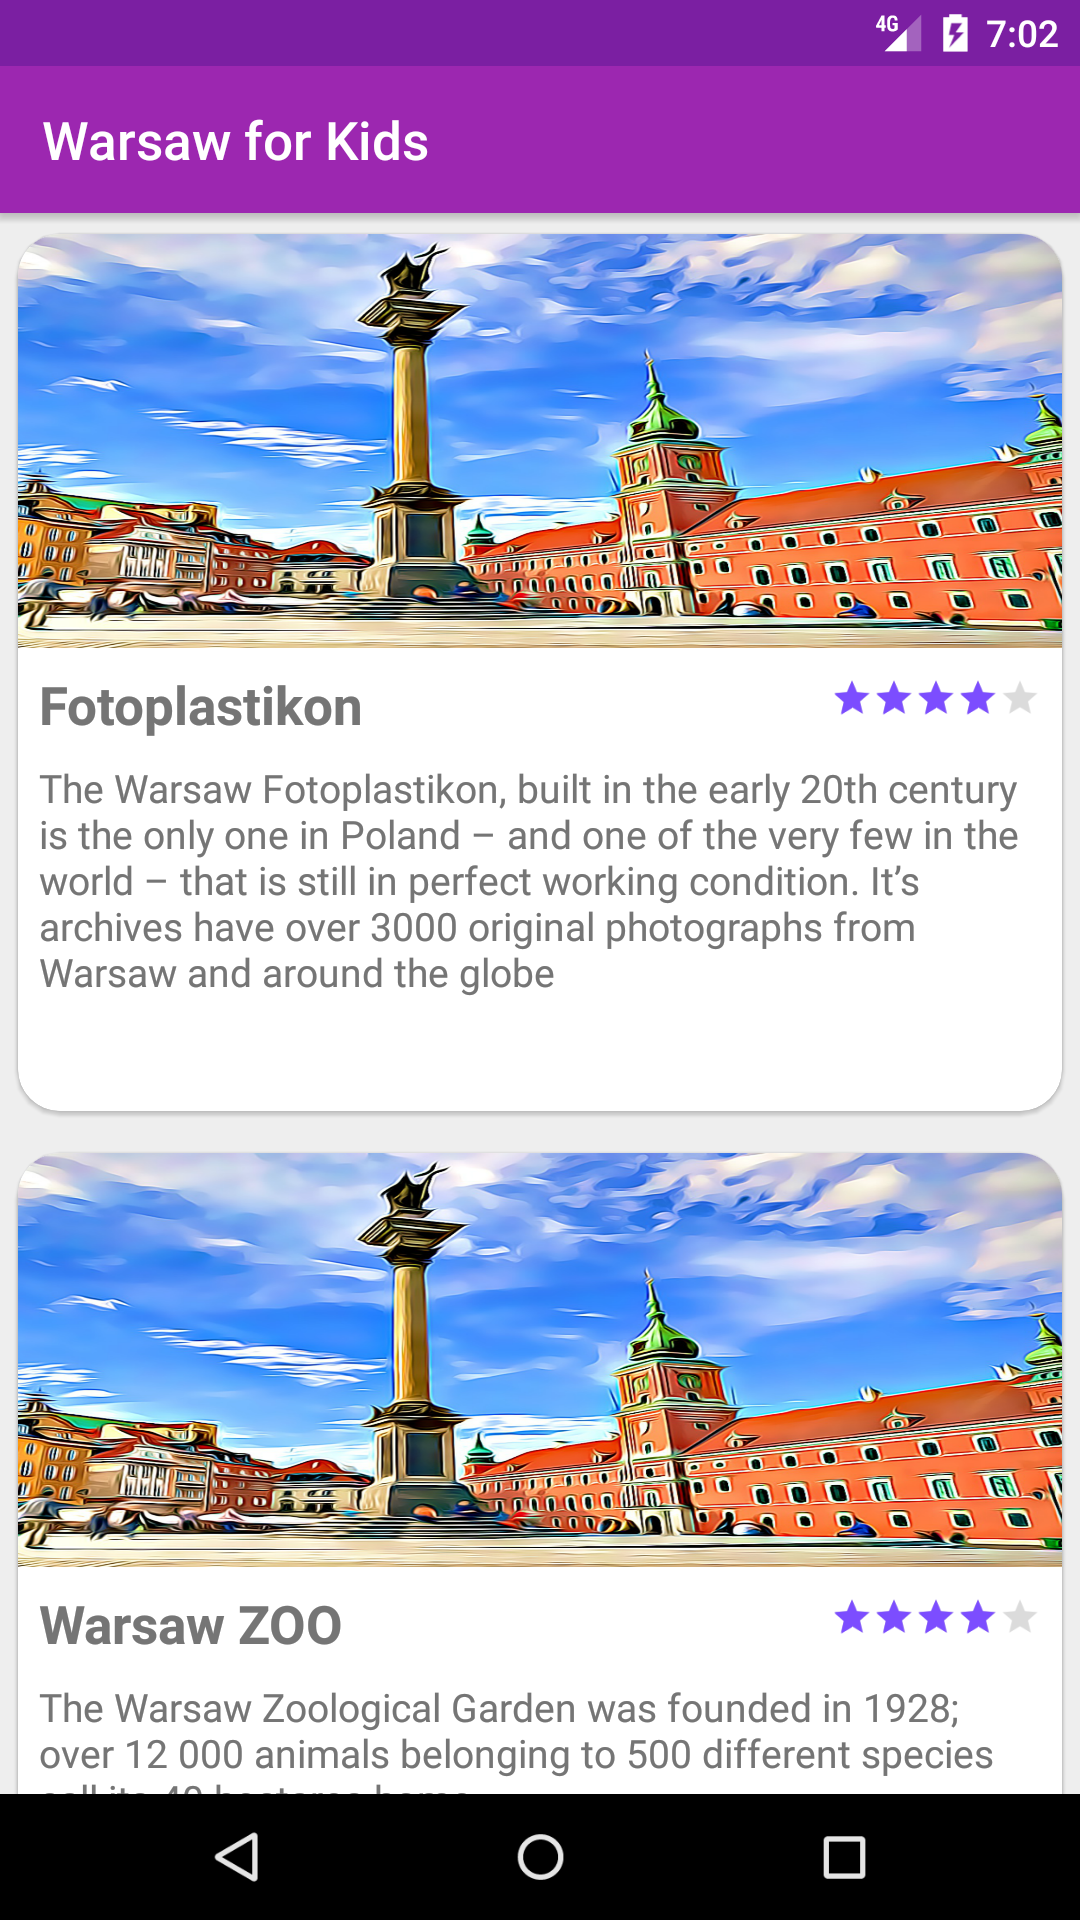 4G 7:02
Warsaw for Kids
Fotoplastikon
The Warsaw Fotoplastikon, built in the early 20th century
is the only one in Poland – and one of the very few in the
world – that is still in perfect working condition. It’s
archives have over 3000 original photographs from
Warsaw and around the globe
Warsaw ZOO
The Warsaw Zoological Garden was founded in 1928;
over 12 000 animals belonging to 500 different species